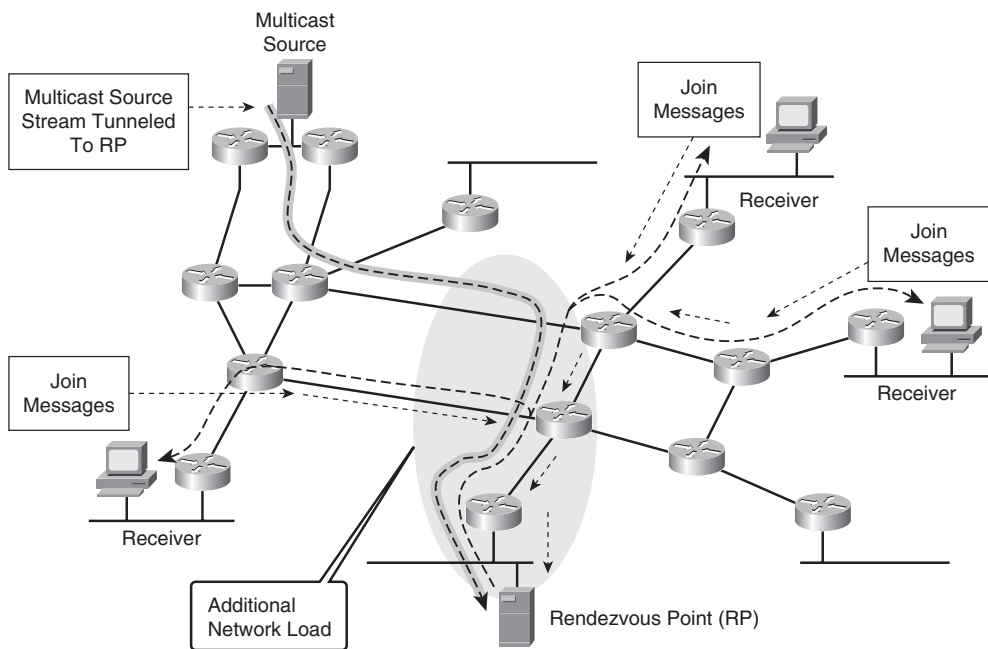 Multicast
Source
Multicast Source
Stream Tunneled
To RP
Join
Messages
Receiver
Join
Messages
Receiver
Join
Messages
Receiver
Additional
Network Load
Rendezvous Point (RP)